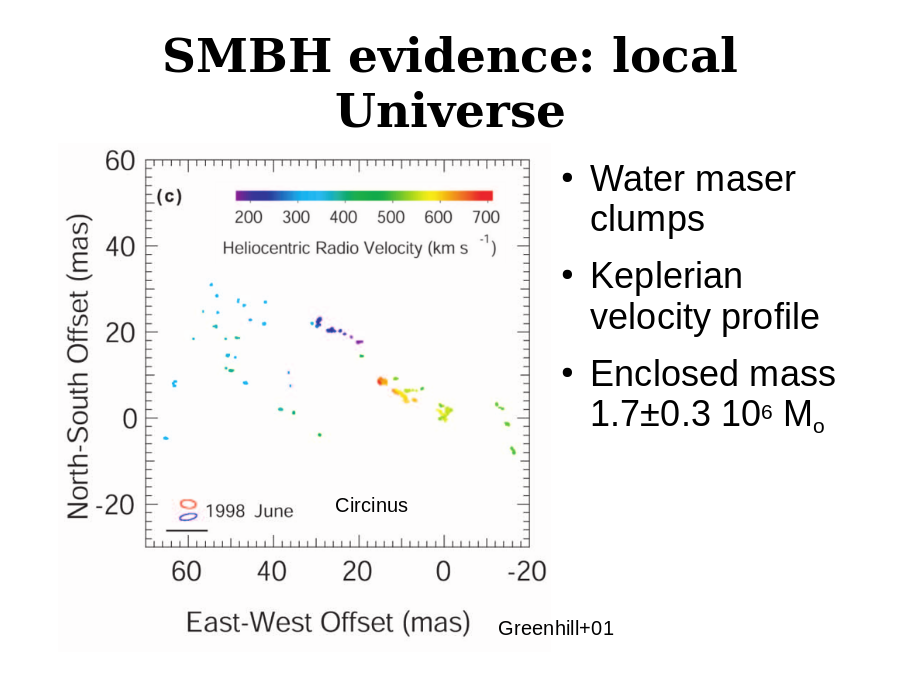 SMBH evidence: local
Universe
60
40
20
0
-20
North-South Offset (mas)
(c)
200 300 400 500 600 700
Heliocentric Radio Velocity (km s⁻¹)
1998 June
Circinus
60 40 20 0 -20
East-West Offset (mas)
Greenhill+01
• Water maser
clumps
• Keplerian
velocity profile
• Enclosed mass
1.7±0.3 10⁶ Mₒ